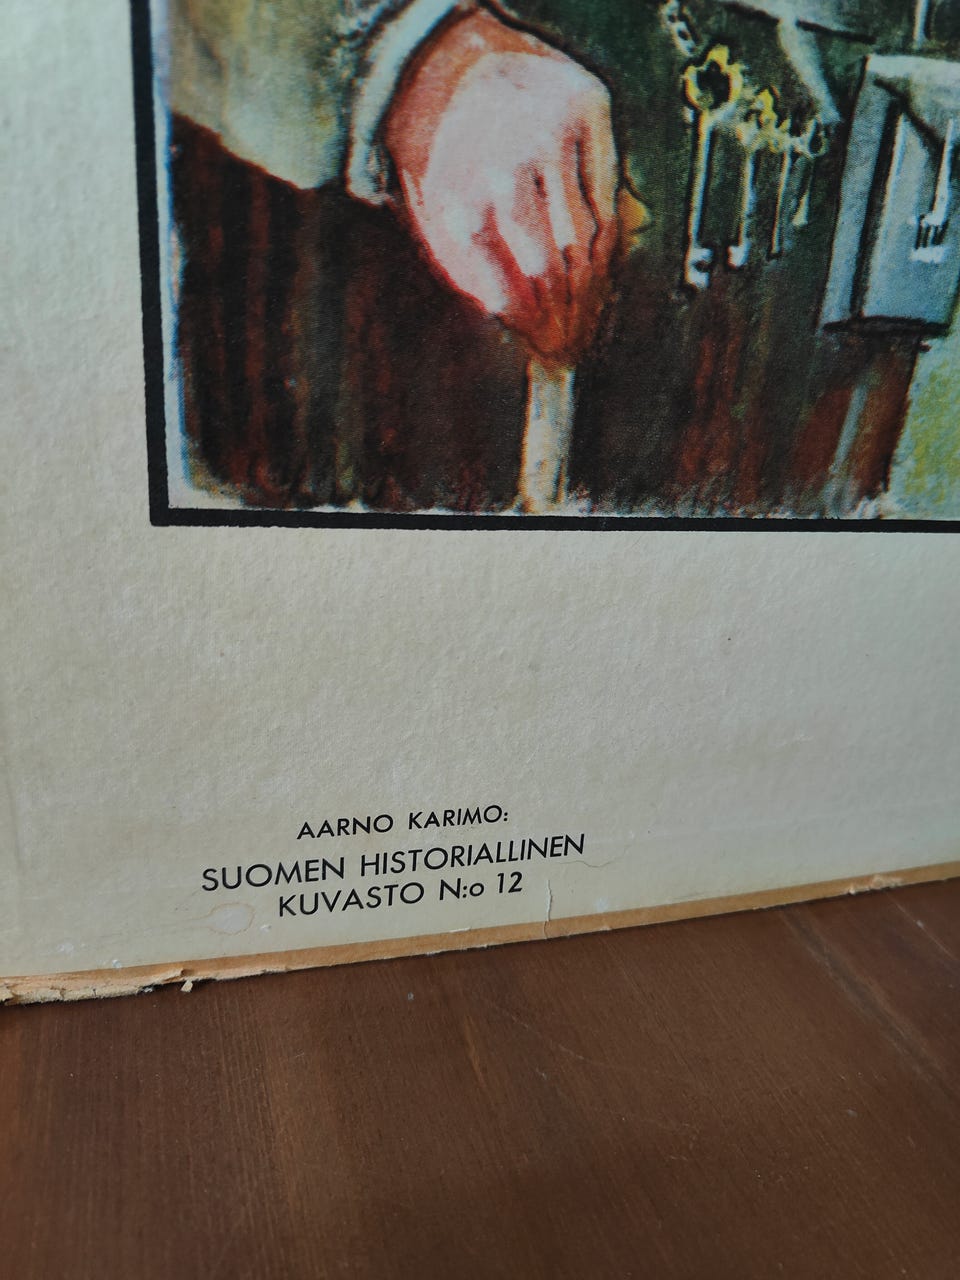 AARNO KARIMO:
SUOMEN HISTORIALLINEN
KUVASTO N:o 12